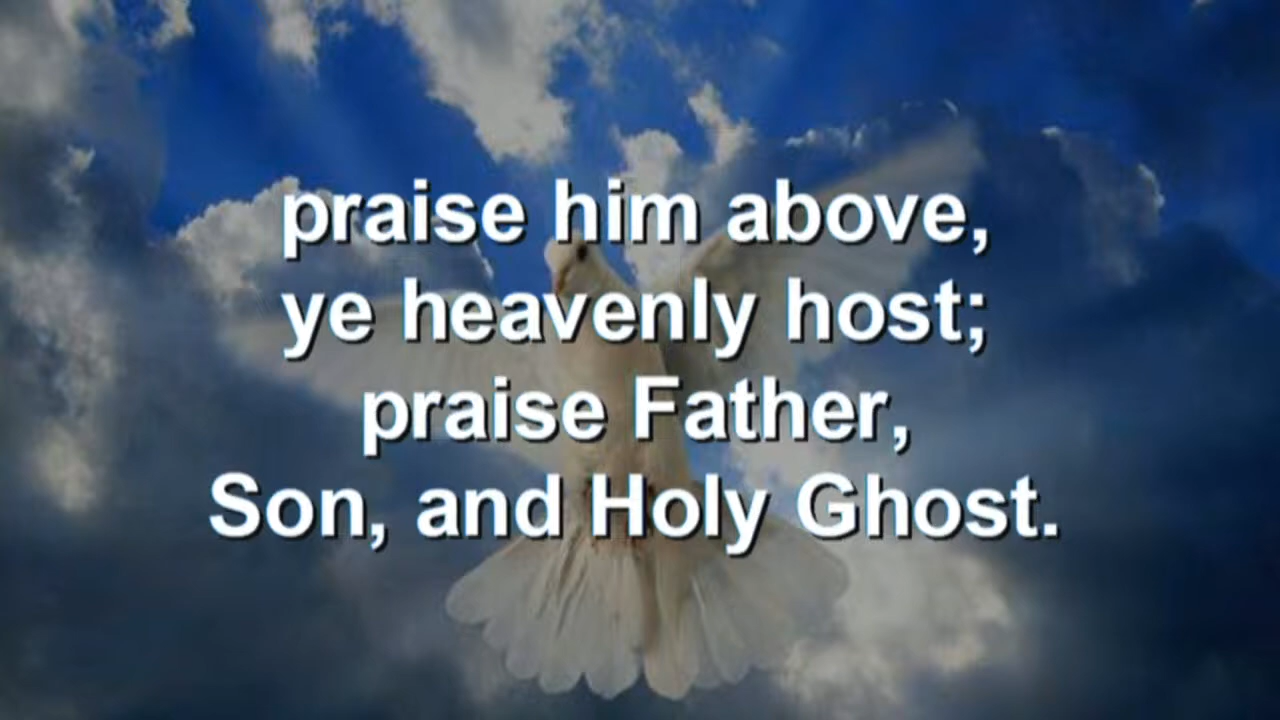 praise him above,
ye heavenly host;
praise Father,
Son, and Holy Ghost.